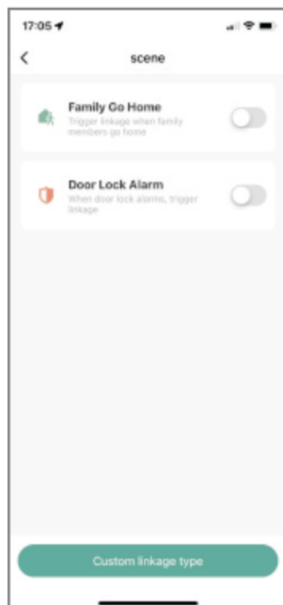 17:05
scene
Family Go Home
Trigger linkage when family
members go home
Door Lock Alarm
When door lock alarms, trigger
linkage
Custom linkage type